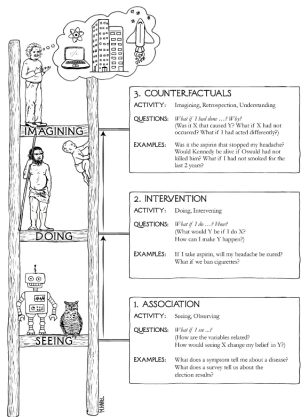 3. COUNTERFACTUALS
ACTIVITY: Imagining, Retrospection, Understanding
QUESTIONS: What if I had done ...? Why?
(Was it X that caused Y? What if X had not
occurred? What if I had acted differently?)
EXAMPLES: Was it the aspirin that stopped my headache?
Would Kennedy be alive if Oswald had not
killed him? What if I had not smoked for the
last 2 years?
IMAGINING
2. INTERVENTION
ACTIVITY: Doing, Intervening
QUESTIONS: What if I do ...? How?
(What would Y be if I do X?
How can I make Y happen?)
EXAMPLES: If I take aspirin, will my headache be cured?
What if we ban cigarettes?
DOING
1. ASSOCIATION
ACTIVITY: Seeing, Observing
QUESTIONS: What if I see ...?
(How are the variables related?
How would seeing X change my belief in Y?)
EXAMPLES: What does a symptom tell me about a disease?
What does a survey tell us about the
election results?
SEEING